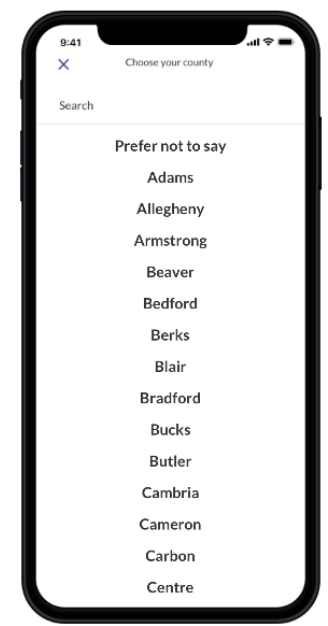 9:41
Choose your county
Search
Prefer not to say
Adams
Allegheny
Armstrong
Beaver
Bedford
Berks
Blair
Bradford
Bucks
Butler
Cambria
Cameron
Carbon
Centre